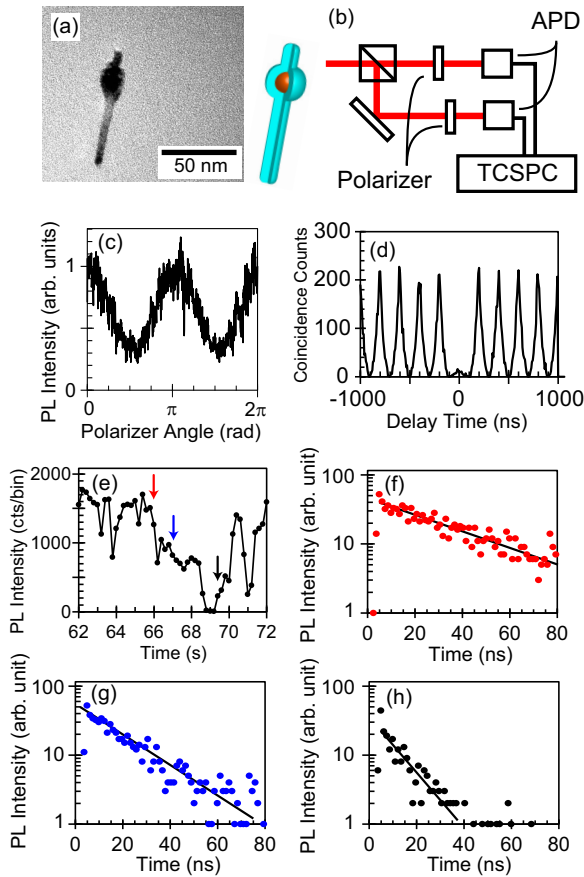 (a)
50 nm
(b)
APD
Polarizer
TCSPC
(c)
PL Intensity (arb. units)
1
0
0
π
2π
Polarizer Angle (rad)
(d)
Coincidence Counts
300
200
100
0
-1000
0
1000
Delay Time (ns)
(e)
PL Intensity (cts/bin)
2000
1000
0
62
64
66
68
70
72
Time (s)
(f)
PL Intensity (arb. unit)
100
10
1
0
20
40
60
80
Time (ns)
(g)
PL Intensity (arb. unit)
100
10
1
0
20
40
60
80
Time (ns)
(h)
PL Intensity (arb. unit)
100
10
1
0
20
40
60
80
Time (ns)